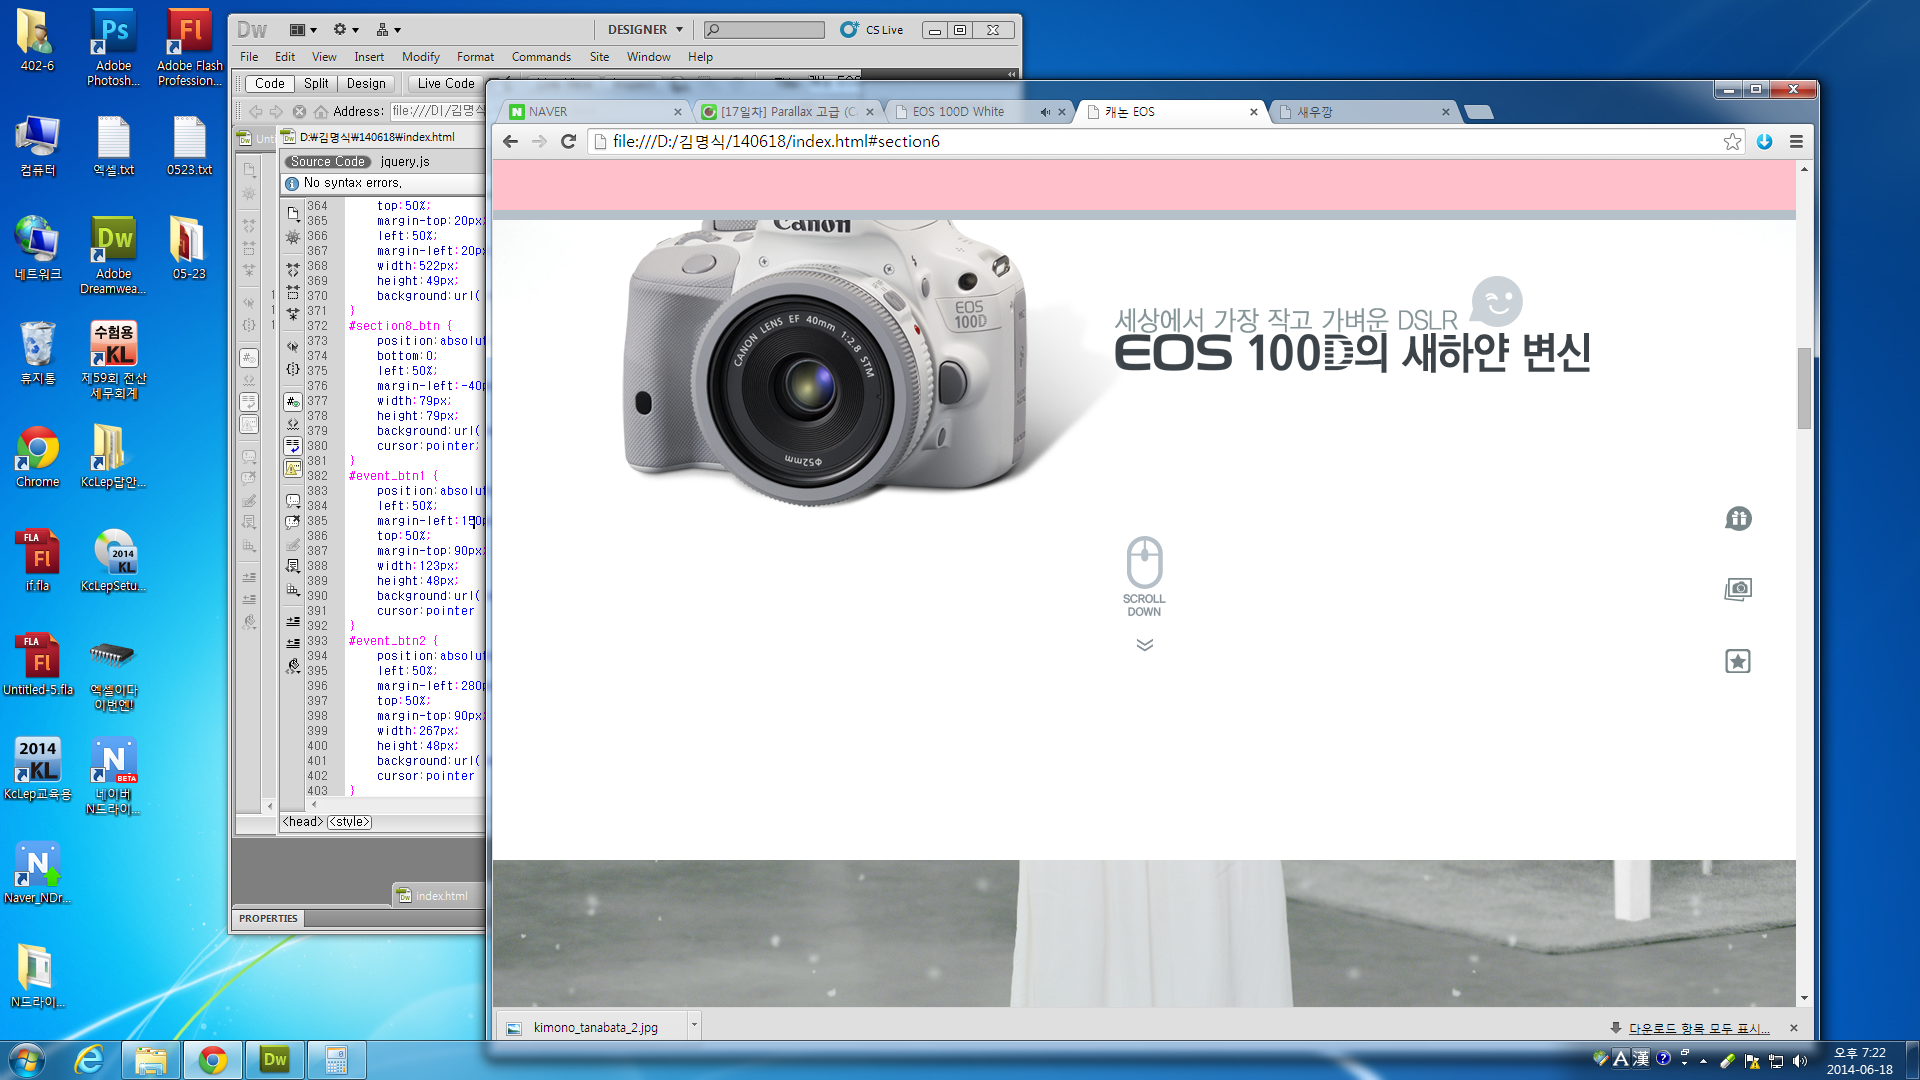 402-6
Adobe Photosh...
Adobe Flash Profession...
컴퓨터
엑셀.txt
0523.txt
네트워크
Adobe Dreamwea...
05-23
휴지통
수험용 KL
제59회 전산세무회계
Chrome
KcLep답안...
if.fla
KcLepSetu...
Untitled-5.fla
엑셀이다 이번엔!
2014 KL
KcLep교육용
네이버 N드라이...
Naver_NDr...
N드라이...
Dw
DESIGNER
CS Live
File Edit View Insert Modify Format Commands Site Window Help
Code Split Design Live Code
Address: file:///D|/김명식
D:₩김명식₩140618₩index.html
Source Code jquery.js
No syntax errors.
364 top:50%;
365 margin-top:20px;
366 left:50%;
367 margin-left:20px
368 width:522px;
369 height:49px;
370 background:url(
371 }
372 #section8_btn {
373 position:absolut
374 bottom:0;
375 left:50%;
376 margin-left:-40p
377 width:79px;
378 height:79px;
379 background:url(
380 cursor:pointer;
381 }
382 #event_btn1 {
383 position:absolut
384 left:50%;
385 margin-left:150p
386 top:50%;
387 margin-top:90px;
388 width:123px;
389 height:48px;
390 background:url(
391 cursor:pointer
392 }
393 #event_btn2 {
394 position:absolut
395 left:50%;
396 margin-left:280p
397 top:50%;
398 margin-top:90px;
399 width:267px;
400 height:48px;
401 background:url(
402 cursor:pointer
403 }
<head> <style>
index.html
PROPERTIES
NAVER
[17일차] Parallax 고급 (C
EOS 100D White
캐논 EOS
새우깡
file:///D:/김명식/140618/index.html#section6
Canon
EOS 100D
CANON LENS EF 40mm 1:2.8 STM
Φ52mm
세상에서 가장 작고 가벼운 DSLR
EOS 100D의 새하얀 변신
SCROLL
DOWN
kimono_tanabata_2.jpg
다운로드 항목 모두 표시...
A 漢
오후 7:22
2014-06-18